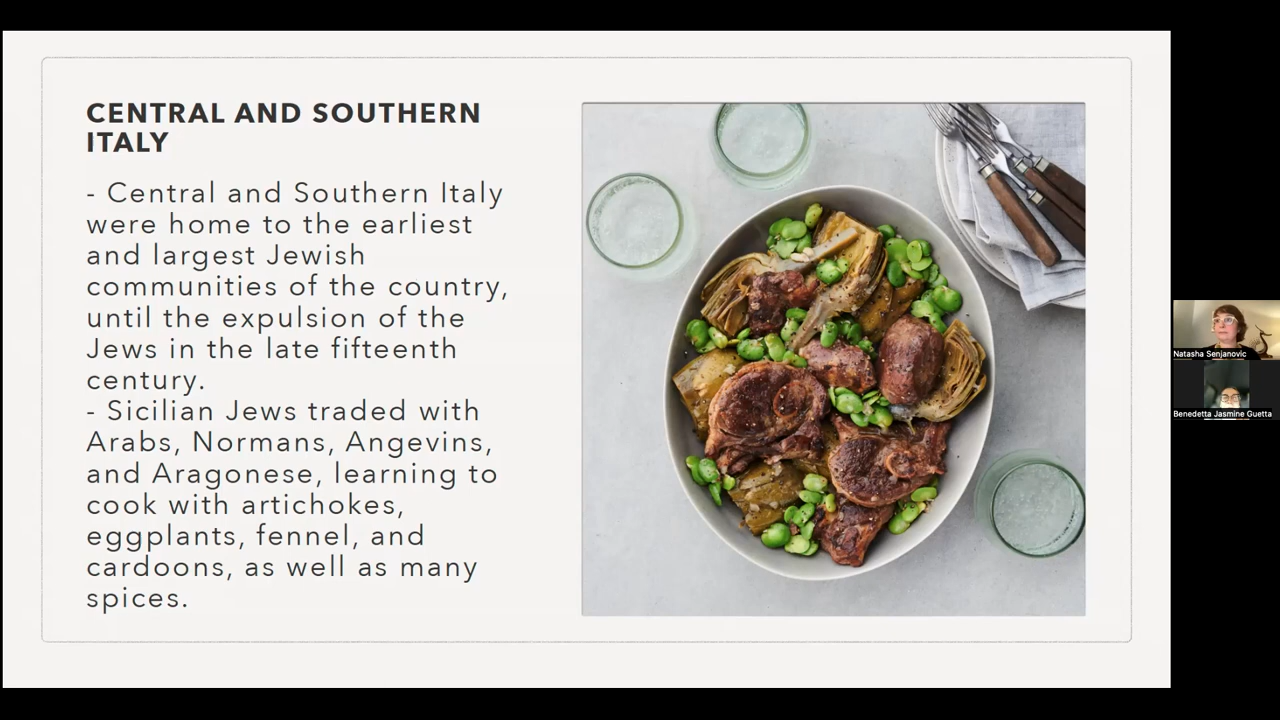 CENTRAL AND SOUTHERN
ITALY
- Central and Southern Italy
were home to the earliest
and largest Jewish
communities of the country,
until the expulsion of the
Jews in the late fifteenth
century.
- Sicilian Jews traded with
Arabs, Normans, Angevins,
and Aragonese, learning to
cook with artichokes,
eggplants, fennel, and
cardoons, as well as many
spices.
Natasha Senjanovic
Benedetta Jasmine Guetta